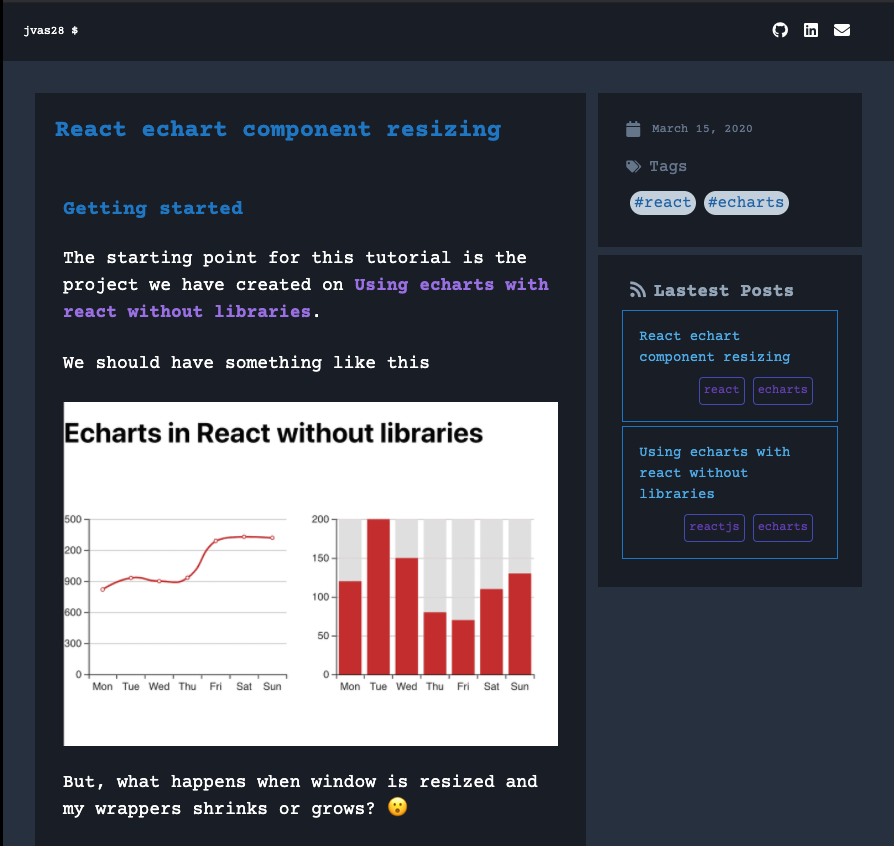 jvas28 $
React echart component resizing
Getting started
The starting point for this tutorial is the
project we have created on Using echarts with
react without libraries.
We should have something like this
Echarts in React without libraries
500
200
900
600
300
0
Mon Tue Wed Thu Fri Sat Sun
200
150
100
50
0
Mon Tue Wed Thu Fri Sat Sun
But, what happens when window is resized and
my wrappers shrinks or grows? 😮
March 15, 2020
Tags
#react #echarts
Lastest Posts
React echart
component resizing
react echarts
Using echarts with
react without
libraries
reactjs echarts